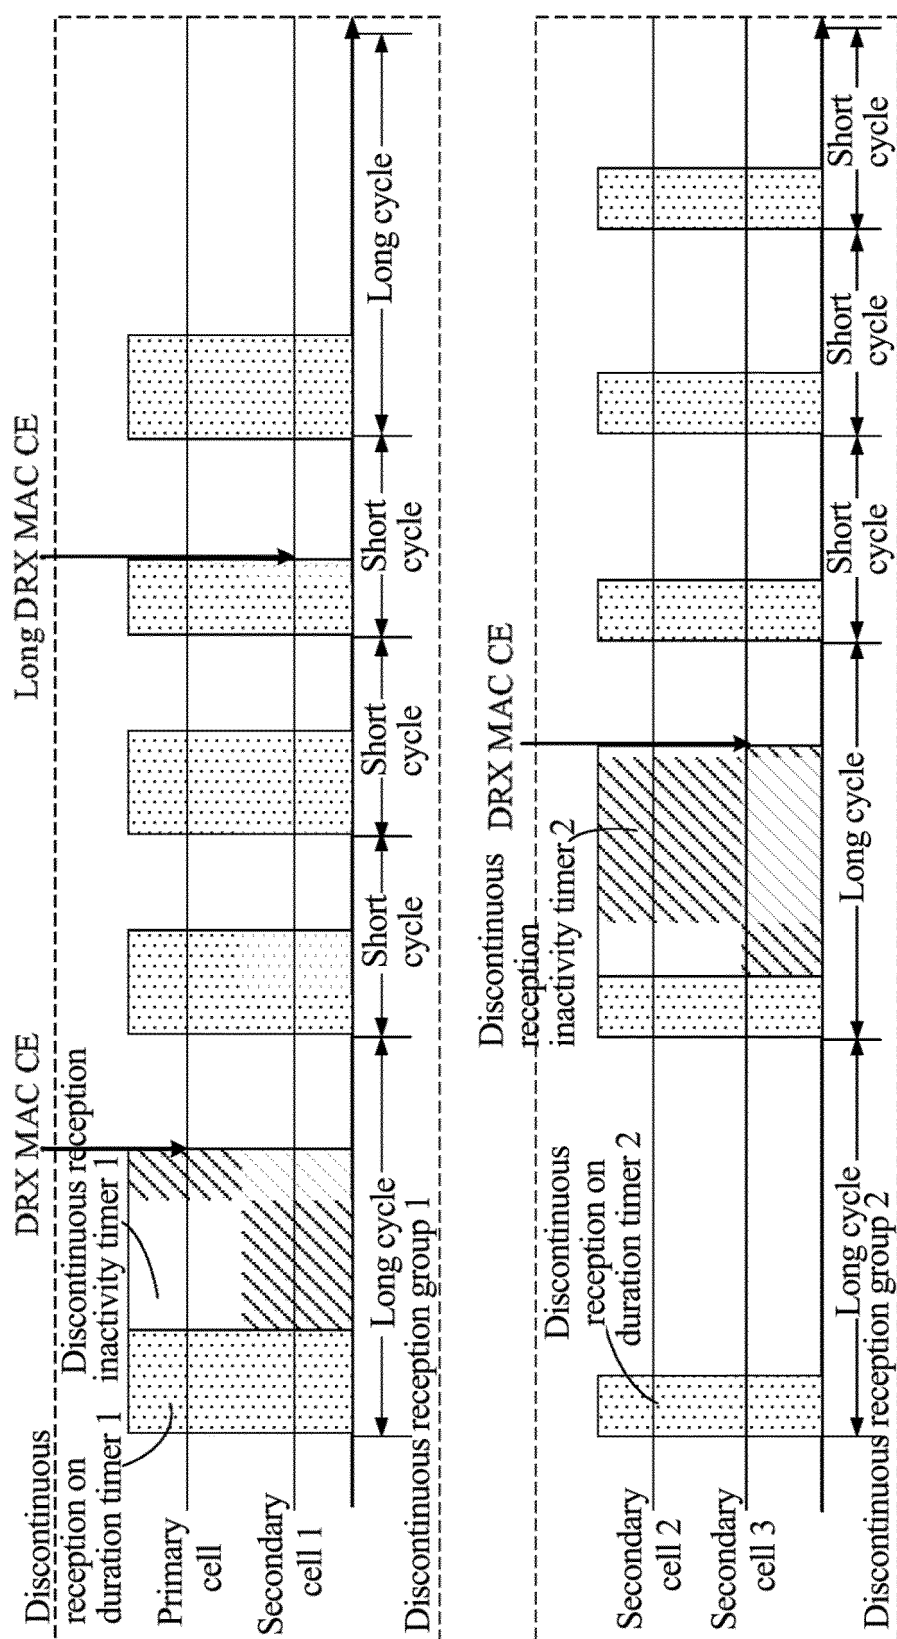 DRX MAC CE
Long DRX MAC CE
Discontinuous
reception on
duration timer 1
Discontinuous reception
inactivity timer 1
Primary
cell
Secondary
cell 1
Long cycle
Short
cycle
Short
cycle
Short
cycle
Long cycle
Discontinuous reception group 1
Discontinuous
reception on
duration timer 2
Discontinuous
reception
inactivity timer 2
DRX MAC CE
Secondary
cell 2
Secondary
cell 3
Long cycle
Long cycle
Short
cycle
Short
cycle
Short
cycle
Discontinuous reception group 2